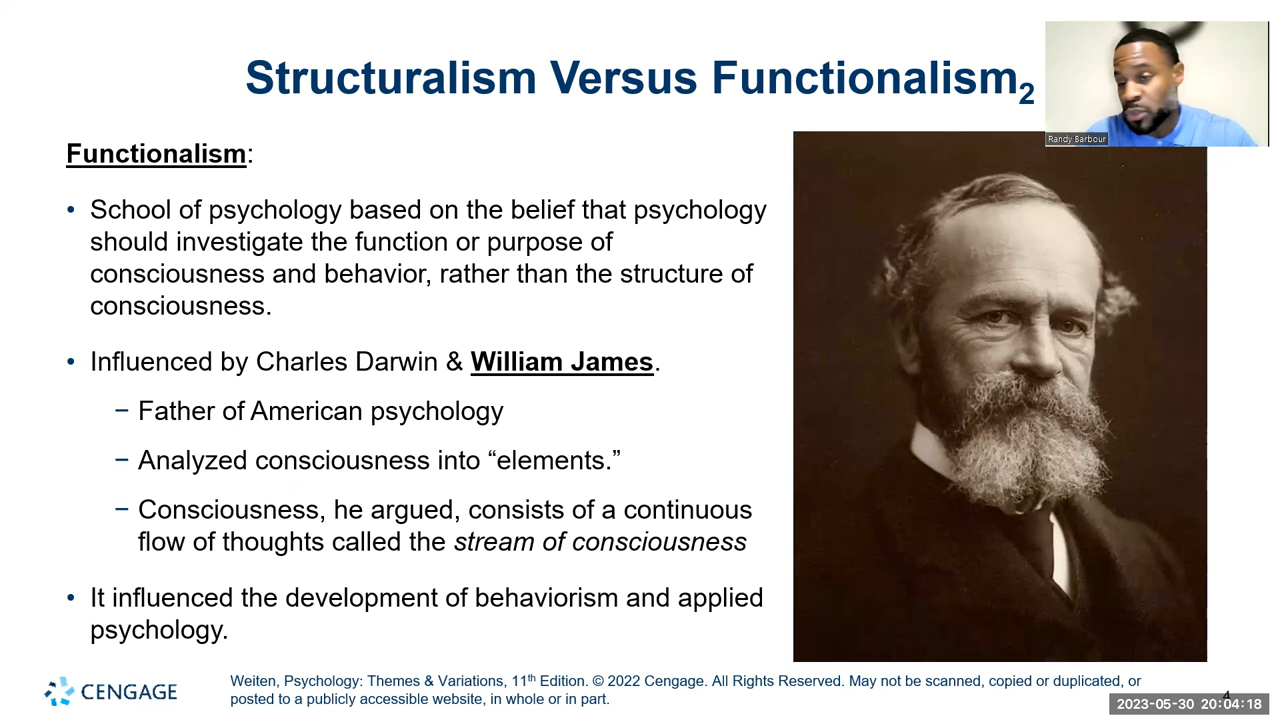 Structuralism Versus Functionalism2
Randy Barbour
Functionalism:
• School of psychology based on the belief that psychology
should investigate the function or purpose of
consciousness and behavior, rather than the structure of
consciousness.
• Influenced by Charles Darwin & William James.
− Father of American psychology
− Analyzed consciousness into “elements.”
− Consciousness, he argued, consists of a continuous
flow of thoughts called the stream of consciousness
• It influenced the development of behaviorism and applied
psychology.
CENGAGE
Weiten, Psychology: Themes & Variations, 11th Edition. © 2022 Cengage. All Rights Reserved. May not be scanned, copied or duplicated, or
posted to a publicly accessible website, in whole or in part.
4
2023-05-30 20:04:18